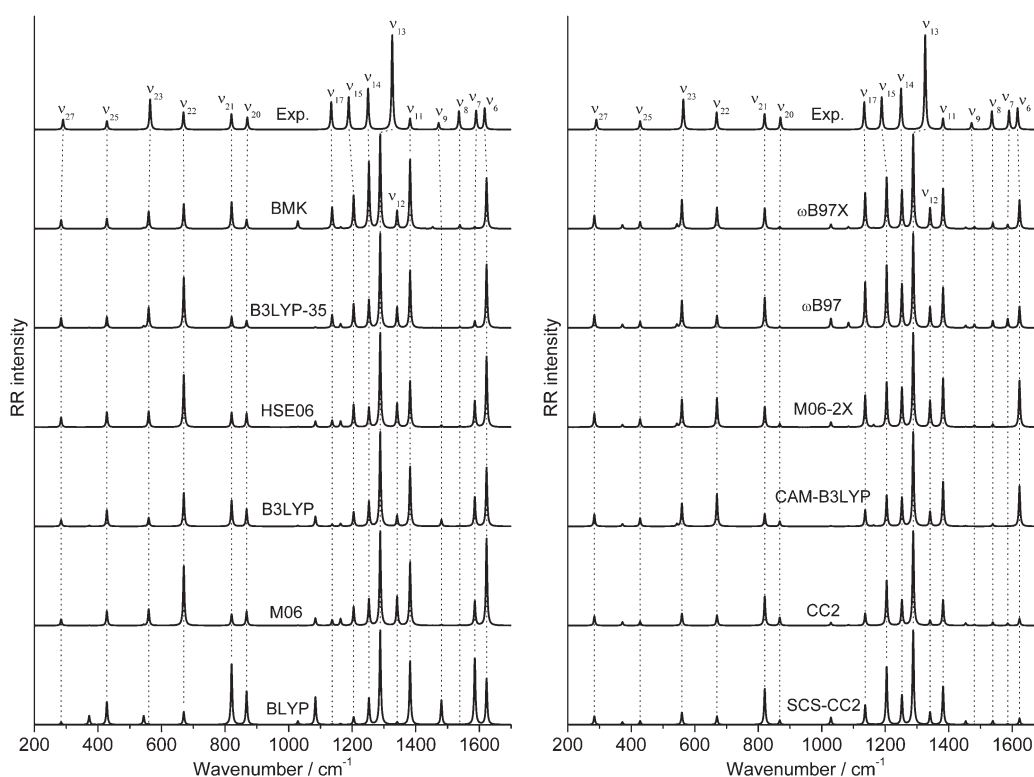 ν13
ν23
ν17
ν15
ν14
ν27
ν25
ν22
ν21
ν20
Exp.
ν11
ν9
ν8
ν7
ν6
BMK
ν12
B3LYP-35
HSE06
B3LYP
M06
BLYP
RR intensity
200 400 600 800 1000 1200 1400 1600
Wavenumber / cm-1
ν13
ν23
ν17
ν15
ν14
ν27
ν25
ν22
ν21
ν20
Exp.
ν11
ν9
ν8
ν7
ν6
ωB97X
ν12
ωB97
M06-2X
CAM-B3LYP
CC2
SCS-CC2
RR intensity
200 400 600 800 1000 1200 1400 1600
Wavenumber / cm-1